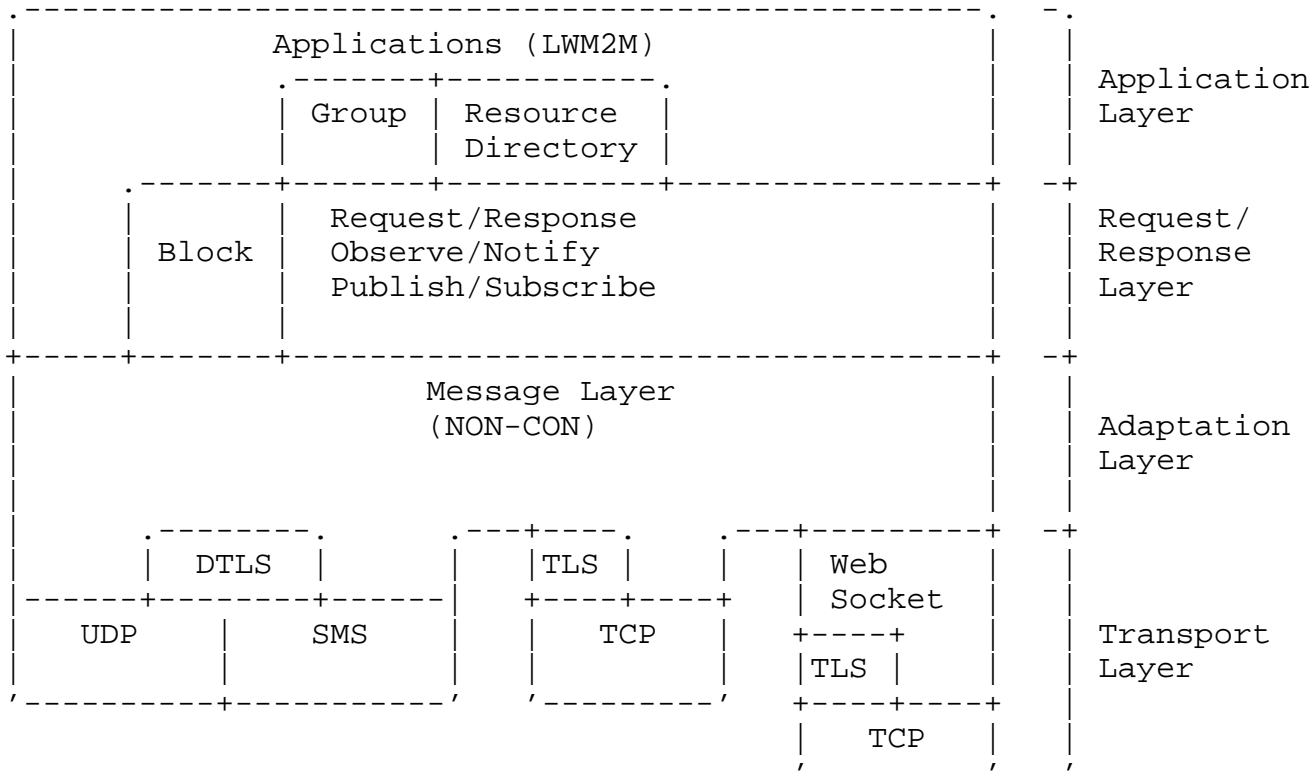 Applications (LWM2M)
Application
Group Resource Layer
Directory
Request/Response Request/
Block Observe/Notify Response
Publish/Subscribe Layer
Message Layer
(NON-CON) Adaptation
Layer
DTLS TLS Web
Socket
UDP SMS TCP Transport
TLS Layer
TCP